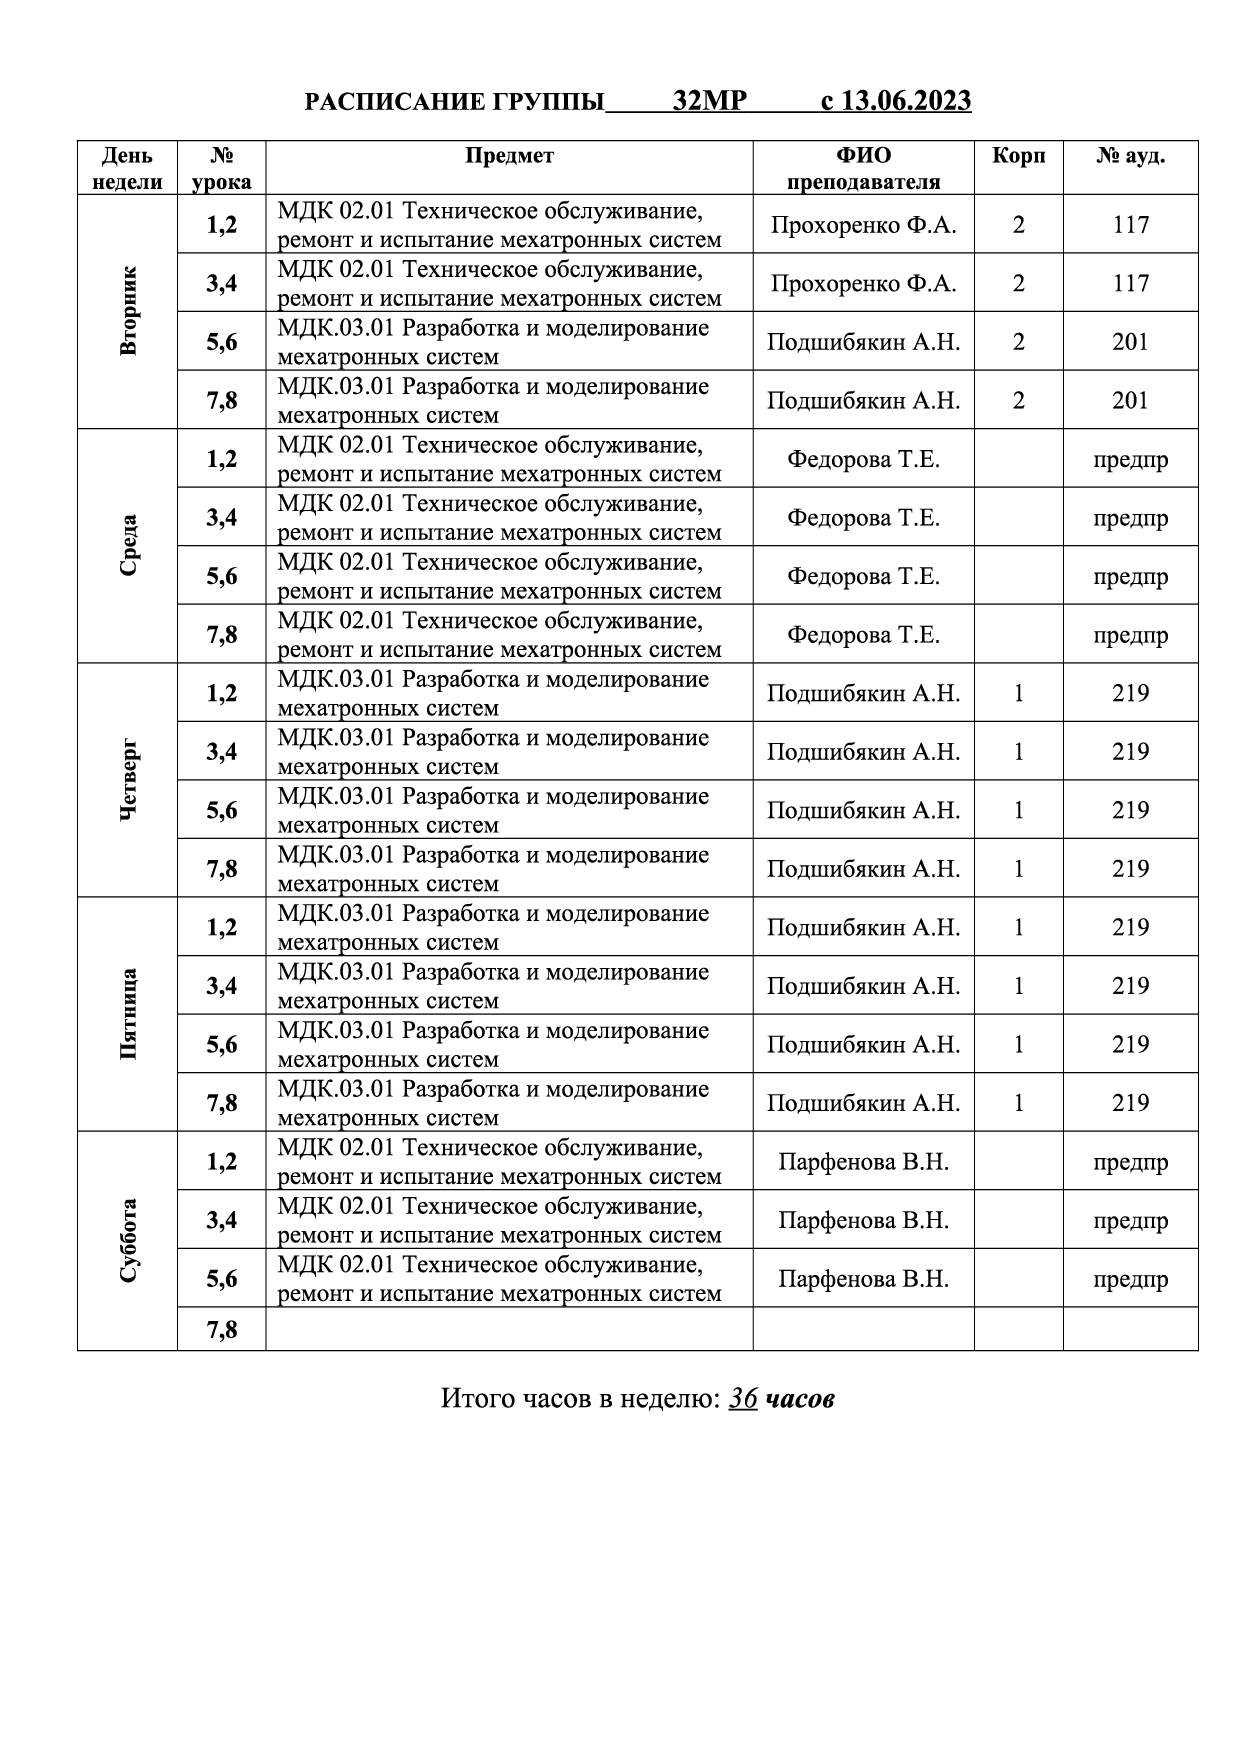 РАСПИСАНИЕ ГРУППЫ_____32МР_____с 13.06.2023
День недели № урока Предмет ФИО преподавателя Корп № ауд.
Вторник
1,2 МДК 02.01 Техническое обслуживание,
ремонт и испытание мехатронных систем Прохоренко Ф.А. 2 117
3,4 МДК 02.01 Техническое обслуживание,
ремонт и испытание мехатронных систем Прохоренко Ф.А. 2 117
5,6 МДК.03.01 Разработка и моделирование
мехатронных систем Подшибякин А.Н. 2 201
7,8 МДК.03.01 Разработка и моделирование
мехатронных систем Подшибякин А.Н. 2 201
Среда
1,2 МДК 02.01 Техническое обслуживание,
ремонт и испытание мехатронных систем Федорова Т.Е. предпр
3,4 МДК 02.01 Техническое обслуживание,
ремонт и испытание мехатронных систем Федорова Т.Е. предпр
5,6 МДК 02.01 Техническое обслуживание,
ремонт и испытание мехатронных систем Федорова Т.Е. предпр
7,8 МДК 02.01 Техническое обслуживание,
ремонт и испытание мехатронных систем Федорова Т.Е. предпр
Четверг
1,2 МДК.03.01 Разработка и моделирование
мехатронных систем Подшибякин А.Н. 1 219
3,4 МДК.03.01 Разработка и моделирование
мехатронных систем Подшибякин А.Н. 1 219
5,6 МДК.03.01 Разработка и моделирование
мехатронных систем Подшибякин А.Н. 1 219
7,8 МДК.03.01 Разработка и моделирование
мехатронных систем Подшибякин А.Н. 1 219
Пятница
1,2 МДК.03.01 Разработка и моделирование
мехатронных систем Подшибякин А.Н. 1 219
3,4 МДК.03.01 Разработка и моделирование
мехатронных систем Подшибякин А.Н. 1 219
5,6 МДК.03.01 Разработка и моделирование
мехатронных систем Подшибякин А.Н. 1 219
7,8 МДК.03.01 Разработка и моделирование
мехатронных систем Подшибякин А.Н. 1 219
Суббота
1,2 МДК 02.01 Техническое обслуживание,
ремонт и испытание мехатронных систем Парфенова В.Н. предпр
3,4 МДК 02.01 Техническое обслуживание,
ремонт и испытание мехатронных систем Парфенова В.Н. предпр
5,6 МДК 02.01 Техническое обслуживание,
ремонт и испытание мехатронных систем Парфенова В.Н. предпр
7,8
Итого часов в неделю: 36 часов